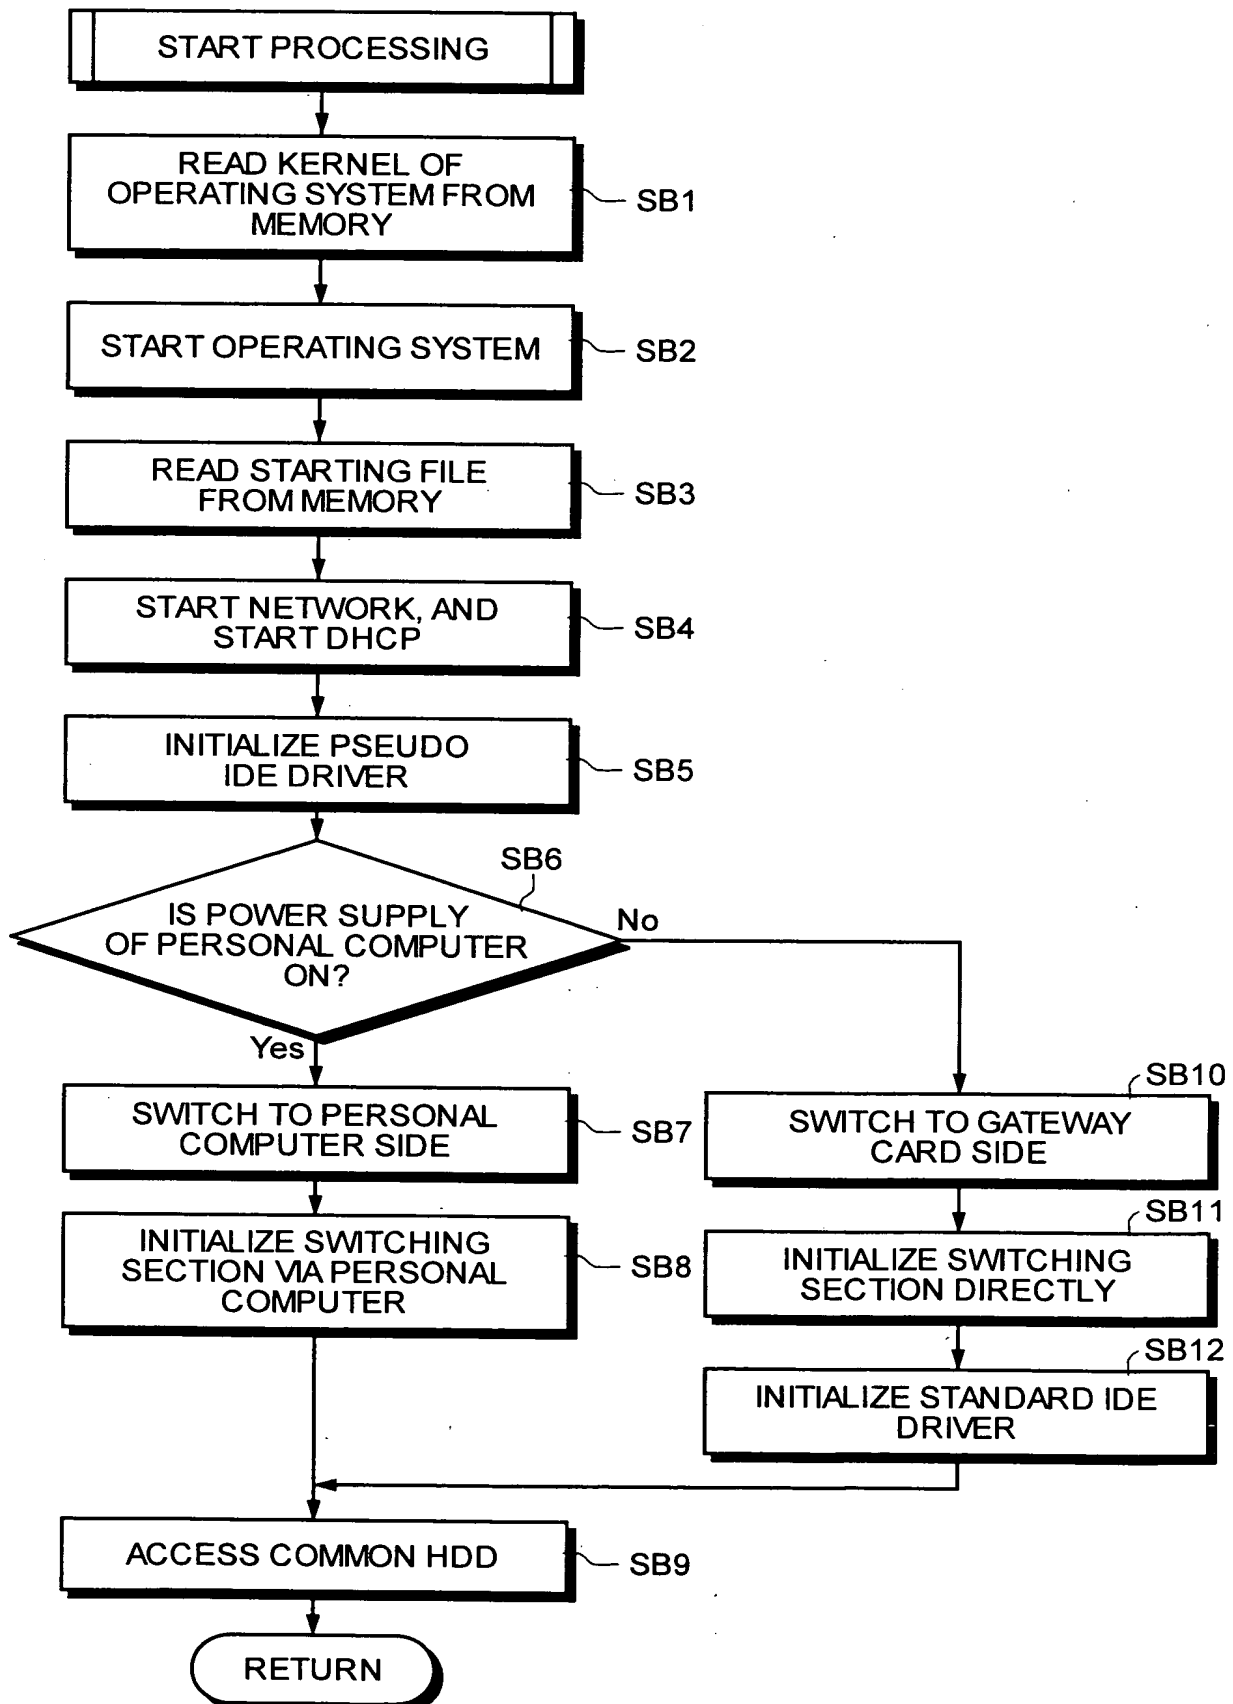 START PROCESSING
READ KERNEL OF
OPERATING SYSTEM FROM
MEMORY
SB1
START OPERATING SYSTEM
SB2
READ STARTING FILE
FROM MEMORY
SB3
START NETWORK, AND
START DHCP
SB4
INITIALIZE PSEUDO
IDE DRIVER
SB5
SB6
IS POWER SUPPLY
OF PERSONAL COMPUTER
ON?
No
Yes
SWITCH TO PERSONAL
COMPUTER SIDE
SB7
INITIALIZE SWITCHING
SECTION VIA PERSONAL
COMPUTER
SB8
SB10
SWITCH TO GATEWAY
CARD SIDE
SB11
INITIALIZE SWITCHING
SECTION DIRECTLY
SB12
INITIALIZE STANDARD IDE
DRIVER
ACCESS COMMON HDD
SB9
RETURN